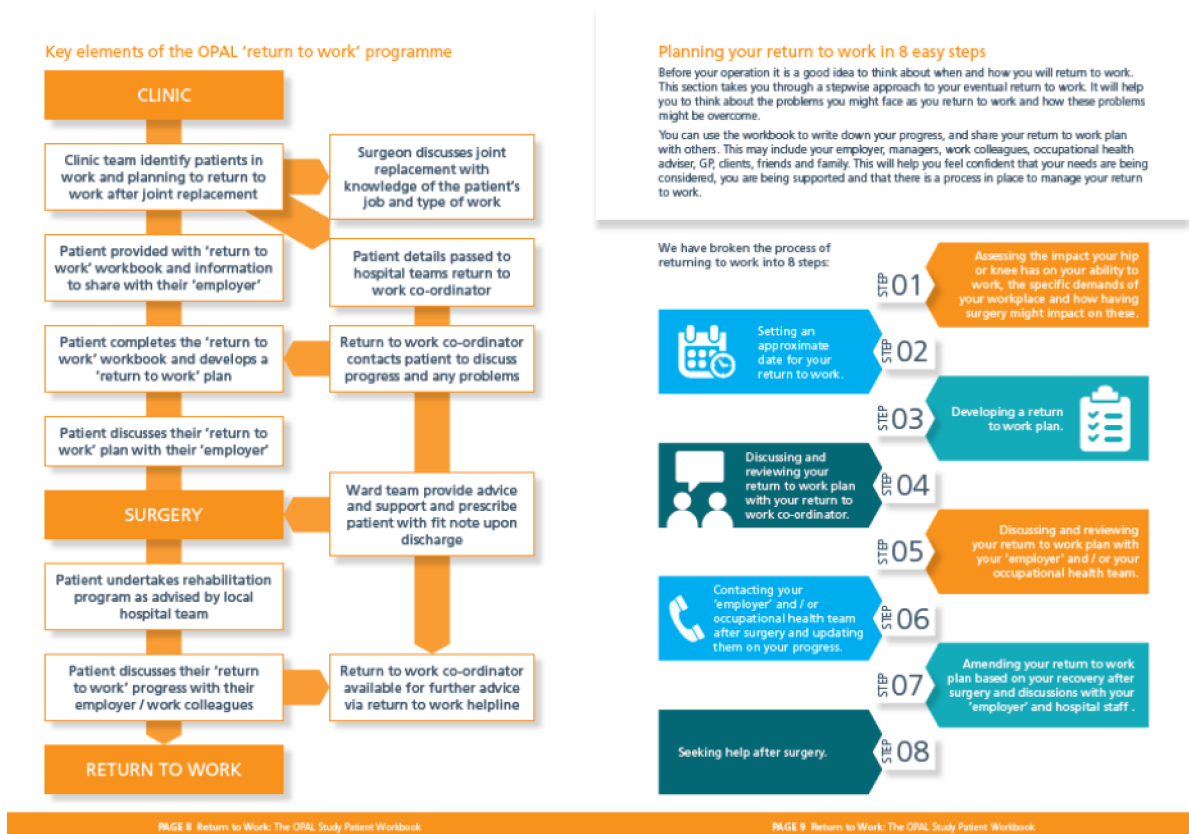 Key elements of the OPAL ‘return to work’ programme
CLINIC
Clinic team identify patients in
work and planning to return to
work after joint replacement
Surgeon discusses joint
replacement with
knowledge of the patient’s
job and type of work
Patient provided with ‘return to
work’ workbook and information
to share with their ‘employer’
Patient details passed to
hospital teams return to
work co-ordinator
Patient completes the ‘return to
work’ workbook and develops a
‘return to work’ plan
Return to work co-ordinator
contacts patient to discuss
progress and any problems
Patient discusses their ‘return to
work’ plan with their ‘employer’
SURGERY
Ward team provide advice
and support and prescribe
patient with fit note upon
discharge
Patient undertakes rehabilitation
program as advised by local
hospital team
Patient discusses their ‘return
to work’ progress with their
employer / work colleagues
Return to work co-ordinator
available for further advice
via return to work helpline
RETURN TO WORK
PAGE 8 Return to Work: The OPAL Study Patient Workbook
Planning your return to work in 8 easy steps
Before your operation it is a good idea to think about when and how you will return to work.
This section takes you through a stepwise approach to your eventual return to work. It will help
you to think about the problems you might face as you return to work and how these problems
might be overcome.
You can use the workbook to write down your progress, and share your return to work plan
with others. This may include your employer, managers, work colleagues, occupational health
adviser, GP, clients, friends and family. This will help you feel confident that your needs are being
considered, you are being supported and that there is a process in place to manage your return
to work.
We have broken the process of
returning to work into 8 steps:
STEP 01
Assessing the impact your hip
or knee has on your ability to
work, the specific demands of
your workplace and how having
surgery might impact on these.
Setting an
approximate
date for your
return to work.
STEP 02
STEP 03
Developing a return
to work plan.
Discussing and
reviewing your
return to work plan
with your return to
work co-ordinator.
STEP 04
STEP 05
Discussing and reviewing
your return to work plan with
your ‘employer’ and / or your
occupational health team.
Contacting your
‘employer’ and / or
occupational health team
after surgery and updating
them on your progress.
STEP 06
STEP 07
Amending your return to work
plan based on your recovery after
surgery and discussions with your
‘employer’ and hospital staff .
Seeking help after surgery.
STEP 08
PAGE 9 Return to Work: The OPAL Study Patient Workbook